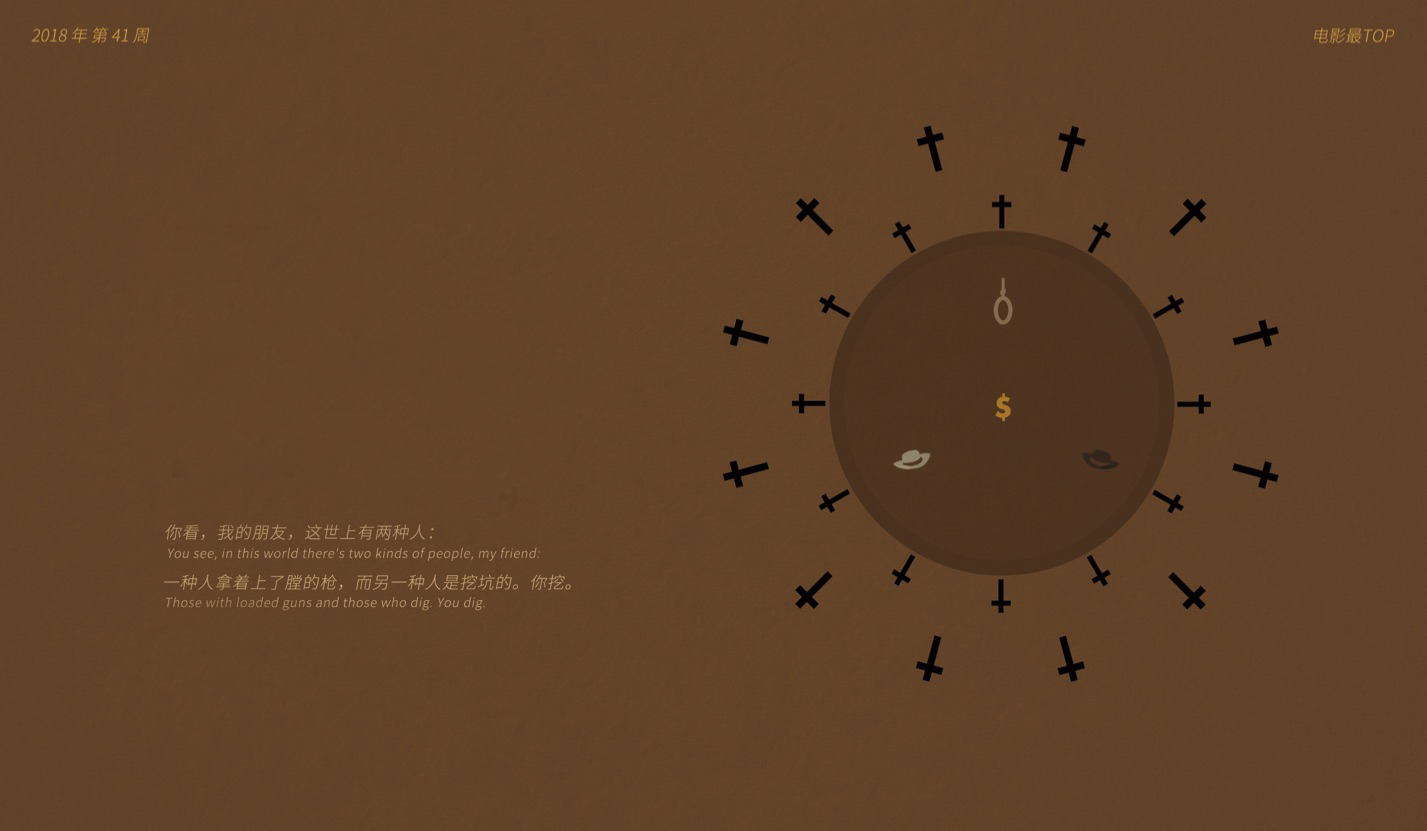 2018 年 第 41 周
电影最TOP
你看，我的朋友，这世上有两种人：
You see, in this world there's two kinds of people, my friend:
一种人拿着上了膛的枪，而另一种人是挖坑的。你挖。
Those with loaded guns and those who dig. You dig.
$